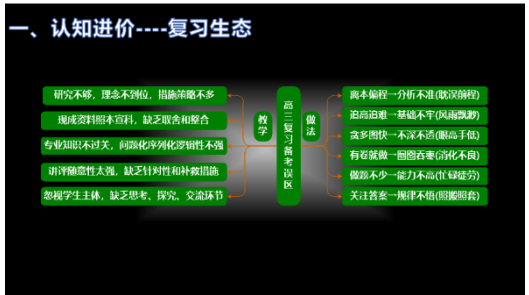 一、认知进价----复习生态
研究不够，理念不到位，措施策略不多
现成资料照本宣科，缺乏取舍和整合
专业知识不过关，问题化序列化逻辑性不强
讲评随意性太强，缺乏针对性和补救措施
忽视学生主体，缺乏思考、探究、交流环节
教学
高三复习备考误区
做法
离本偏程→分析不准(耽误前程)
追高追难→基础不牢(风雨飘渺)
贪多图快→不深不透(眼高手低)
有卷就做→囫囵吞枣(消化不良)
做题不少→能力不高(忙碌徒劳)
关注答案→规律不悟(照搬照套)